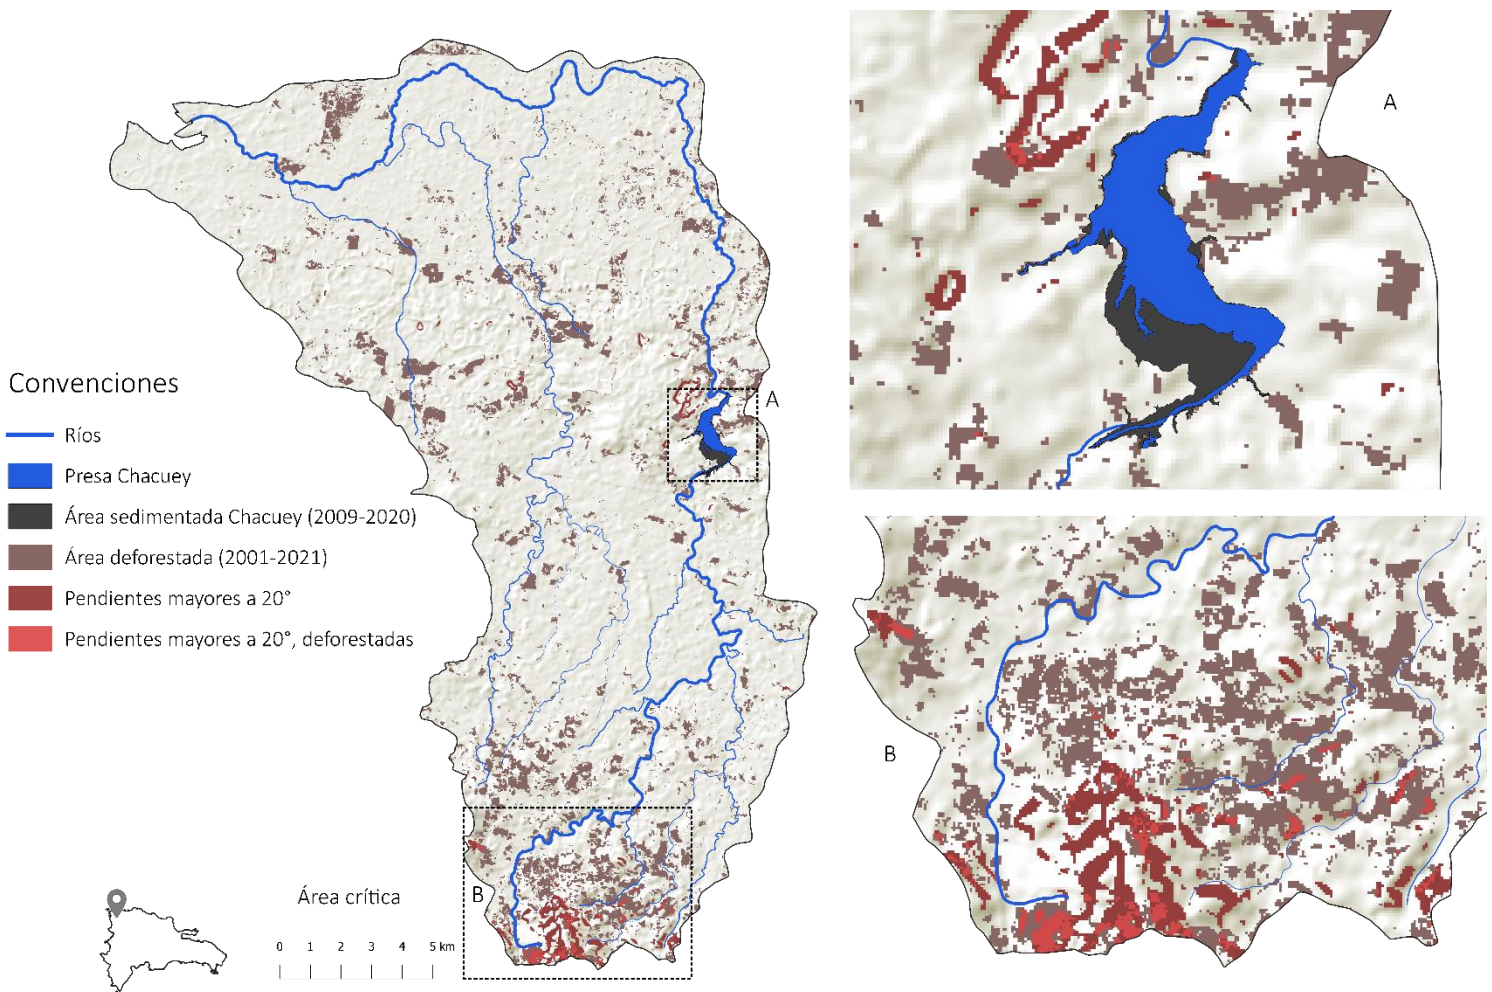 A
Convenciones
Ríos
Presa Chacuey
Área sedimentada Chacuey (2009-2020)
Área deforestada (2001-2021)
Pendientes mayores a 20°
Pendientes mayores a 20°, deforestadas
A
B
B
Área crítica
0 1 2 3 4 5 km